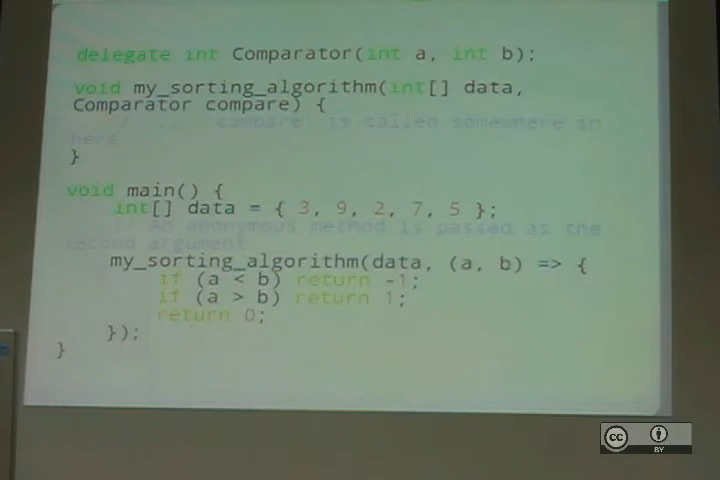 delegate int Comparator(int a, int b);
void my_sorting_algorithm(int[] data,
Comparator compare) {
// ... 'compare' is called somewhere in
here
}
void main() {
int[] data = { 3, 9, 2, 7, 5 };
// An anonymous method is passed as the
second argument
my_sorting_algorithm(data, (a, b) => {
if (a < b) return -1;
if (a > b) return 1;
return 0;
});
}
cc
BY